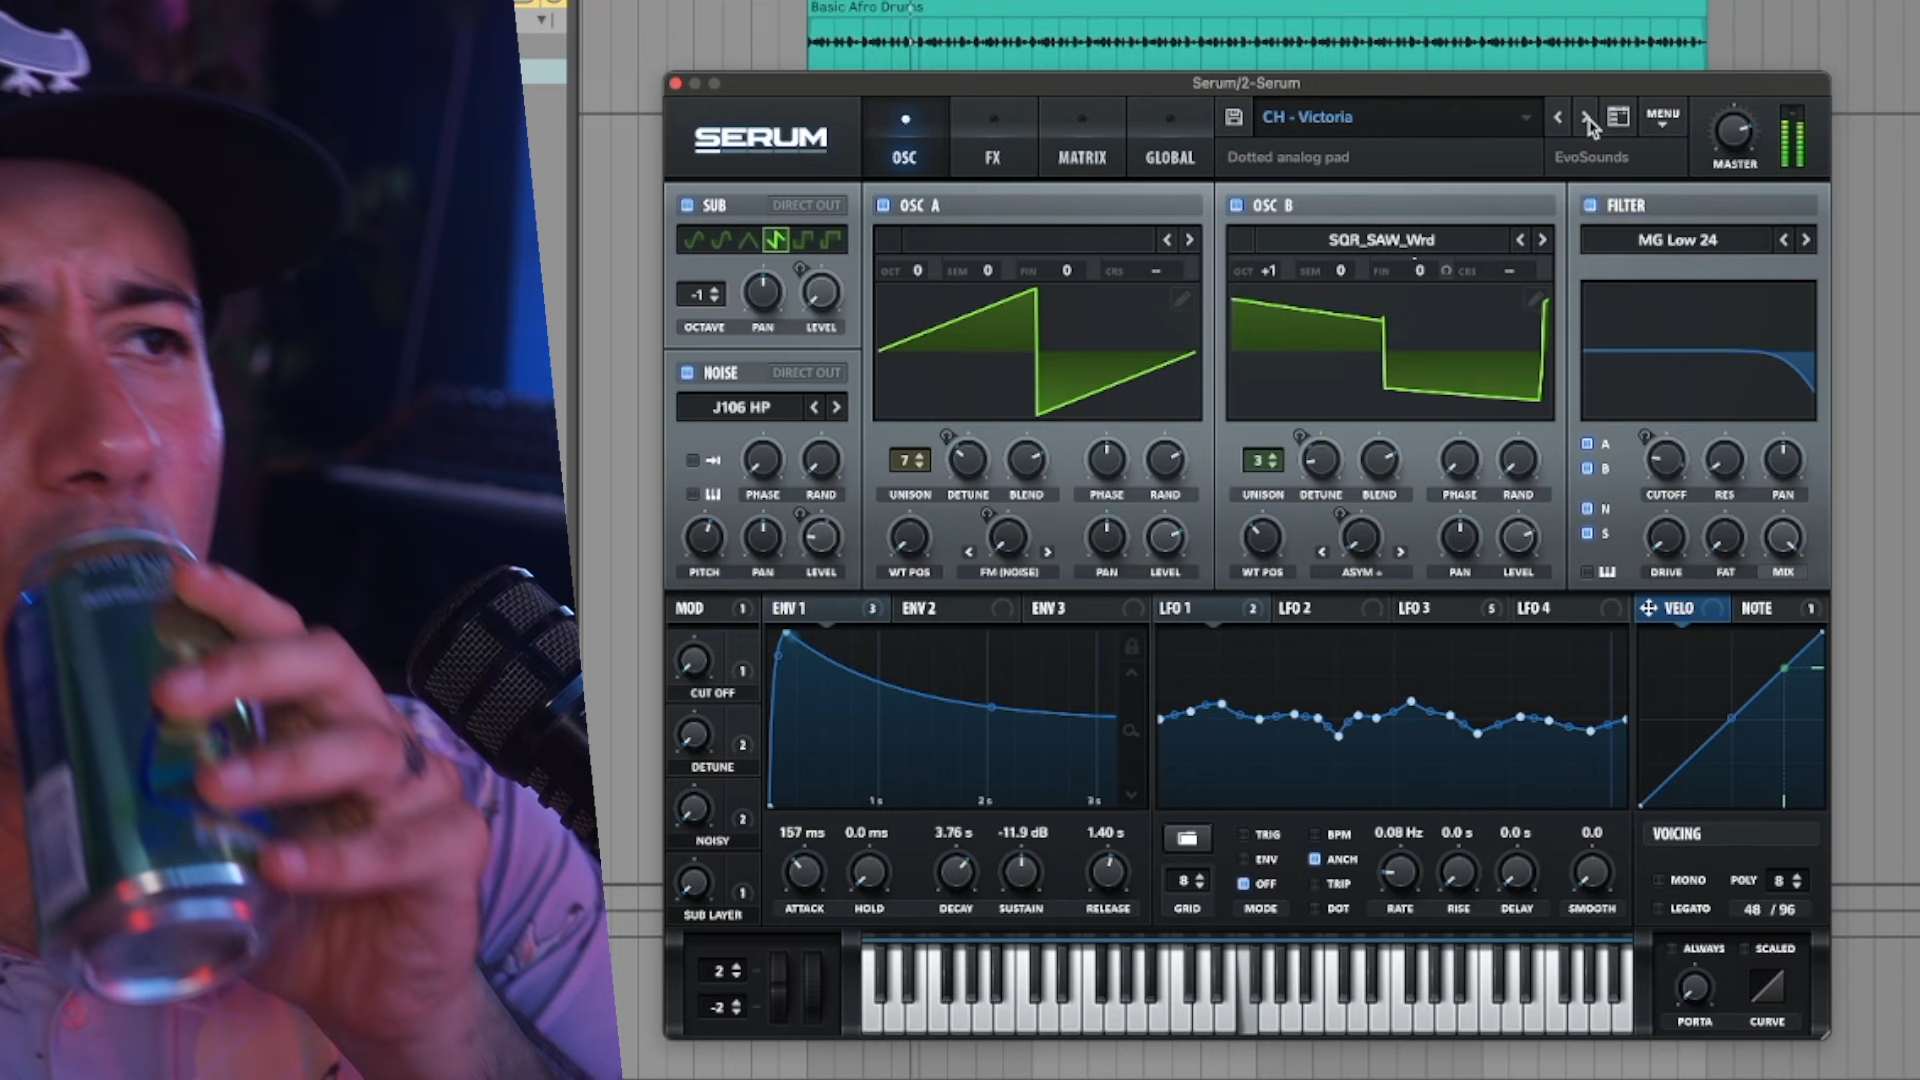 Basic Afro Drums
Serum/2-Serum
SERUM
OSC
FX
MATRIX
GLOBAL
CH - Victoria
Dotted analog pad
EvoSounds
MENU
MASTER
SUB
DIRECT OUT
-1
OCTAVE
PAN
LEVEL
NOISE
DIRECT OUT
J106 HP
PHASE
RAND
PITCH
PAN
LEVEL
OSC A
OCT 0 SEM 0 FIN 0 CRS --
7
UNISON
DETUNE
BLEND
PHASE
RAND
WT POS
FM (NOISE)
PAN
LEVEL
OSC B
SQR_SAW_Wrd
OCT +1 SEM 0 FIN 0 CRS --
3
UNISON
DETUNE
BLEND
PHASE
RAND
WT POS
ASYM +
PAN
LEVEL
FILTER
MG Low 24
A
B
N
S
CUTOFF
RES
PAN
DRIVE
FAT
MIX
MOD 1
CUT OFF 1
DETUNE 2
NOISY 2
SUB LAYER 1
ENV 1 3
ENV 2
ENV 3
1s 2s 3s
157 ms 0.0 ms 3.76 s -11.9 dB 1.40 s
ATTACK HOLD DECAY SUSTAIN RELEASE
LFO 1 2
LFO 2
LFO 3 5
LFO 4
8
GRID
TRIG
ENV
OFF
MODE
BPM
ANCH
TRIP
DOT
0.08 Hz 0.0 s 0.0 s 0.0
RATE RISE DELAY SMOOTH
VELO
NOTE 1
VOICING
MONO POLY 8
LEGATO 48 / 96
2
-2
ALWAYS SCALED
PORTA CURVE